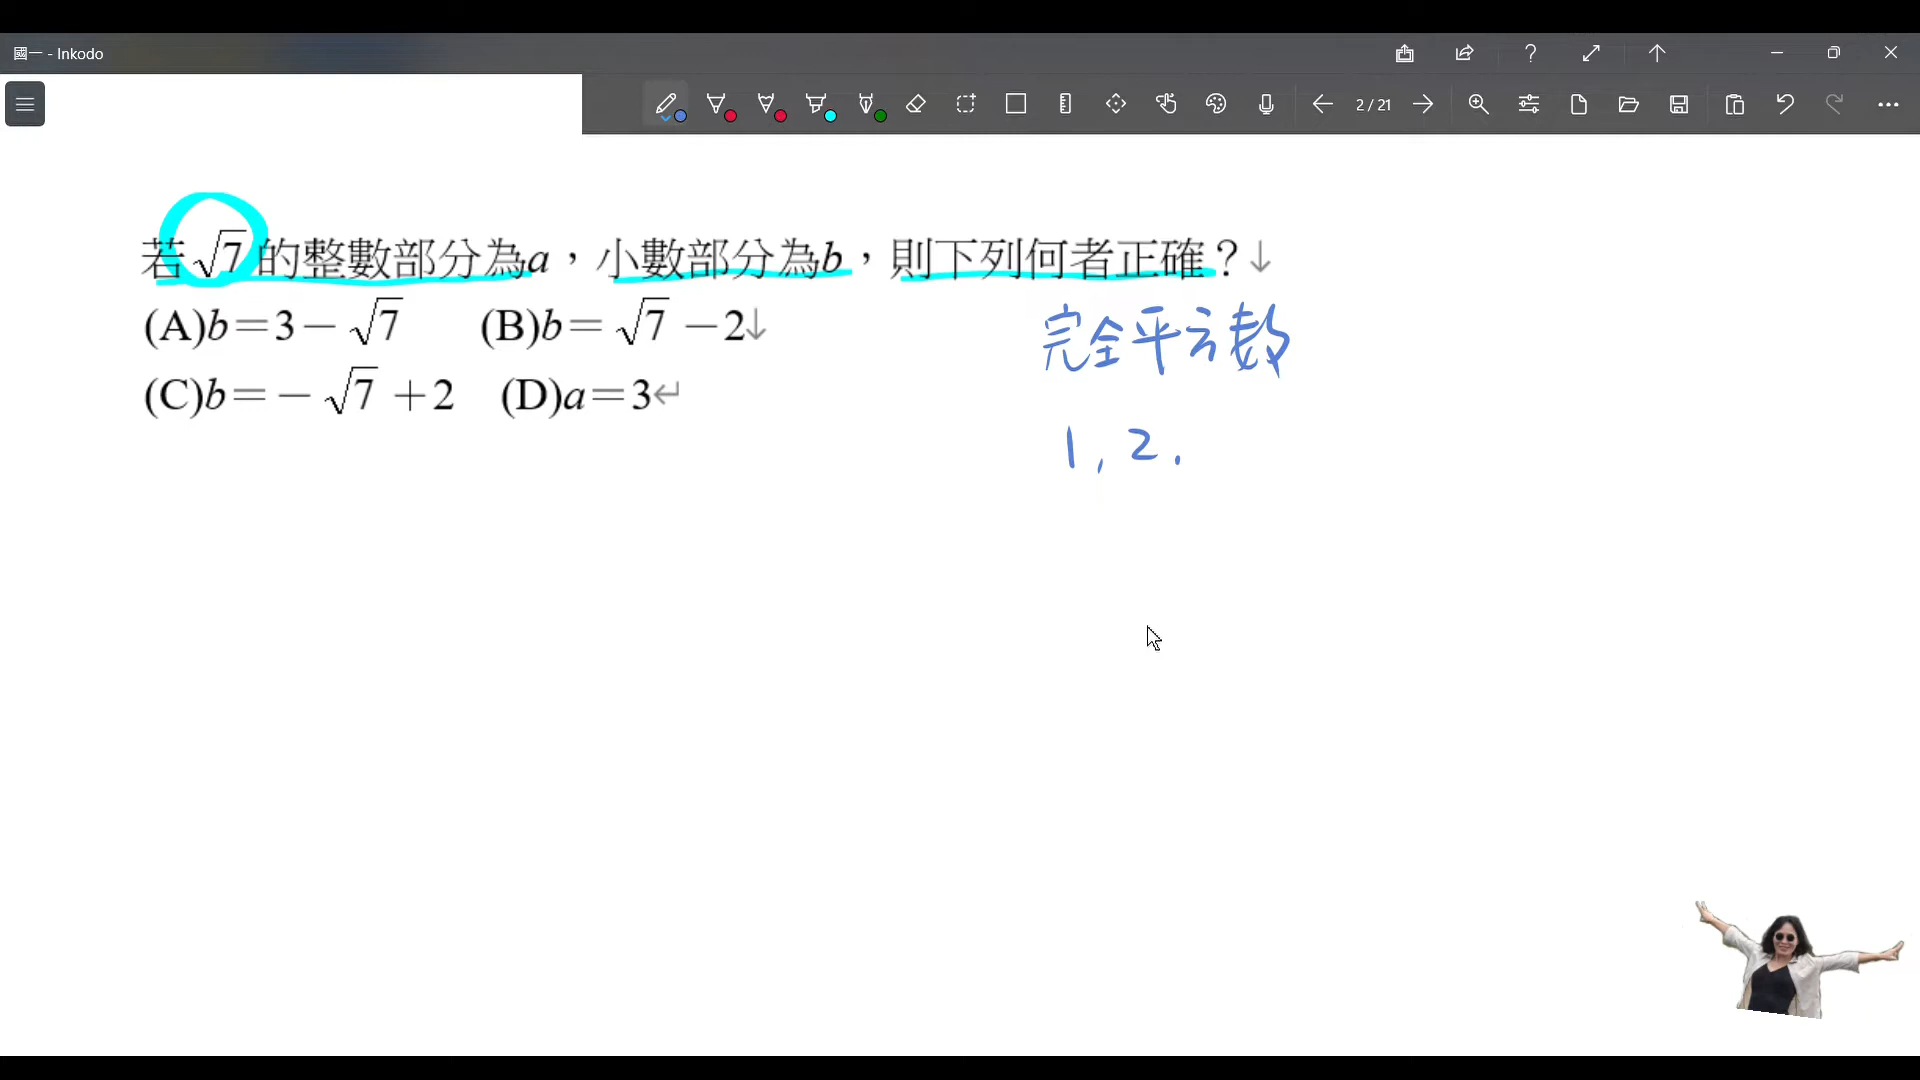 國一 - Inkodo
2 / 21
若√7的整數部分為a，小數部分為b，則下列何者正確？↓
(A)b＝3－√7 (B)b＝√7－2↓
(C)b＝－√7＋2 (D)a＝3↵
完全平方數
1, 2.